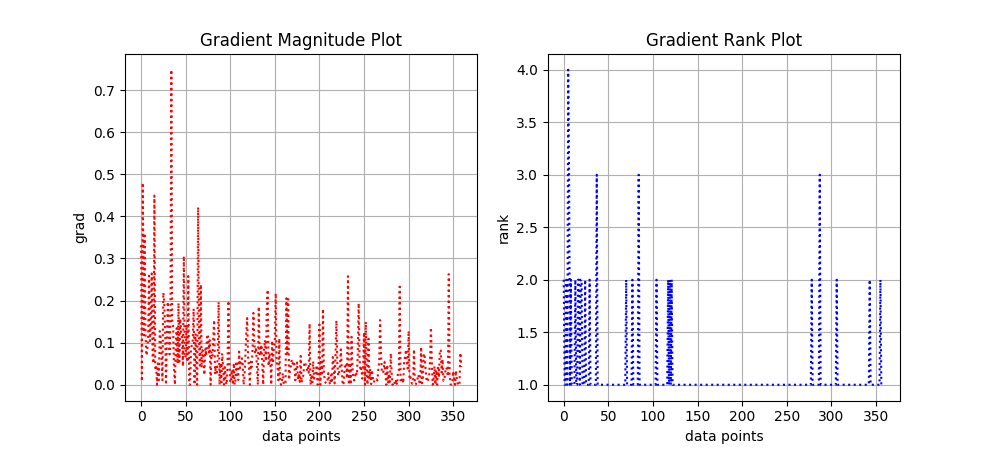 Gradient Magnitude Plot
grad
0.7
0.6
0.5
0.4
0.3
0.2
0.1
0.0
0 50 100 150 200 250 300 350
data points
Gradient Rank Plot
rank
4.0
3.5
3.0
2.5
2.0
1.5
1.0
0 50 100 150 200 250 300 350
data points